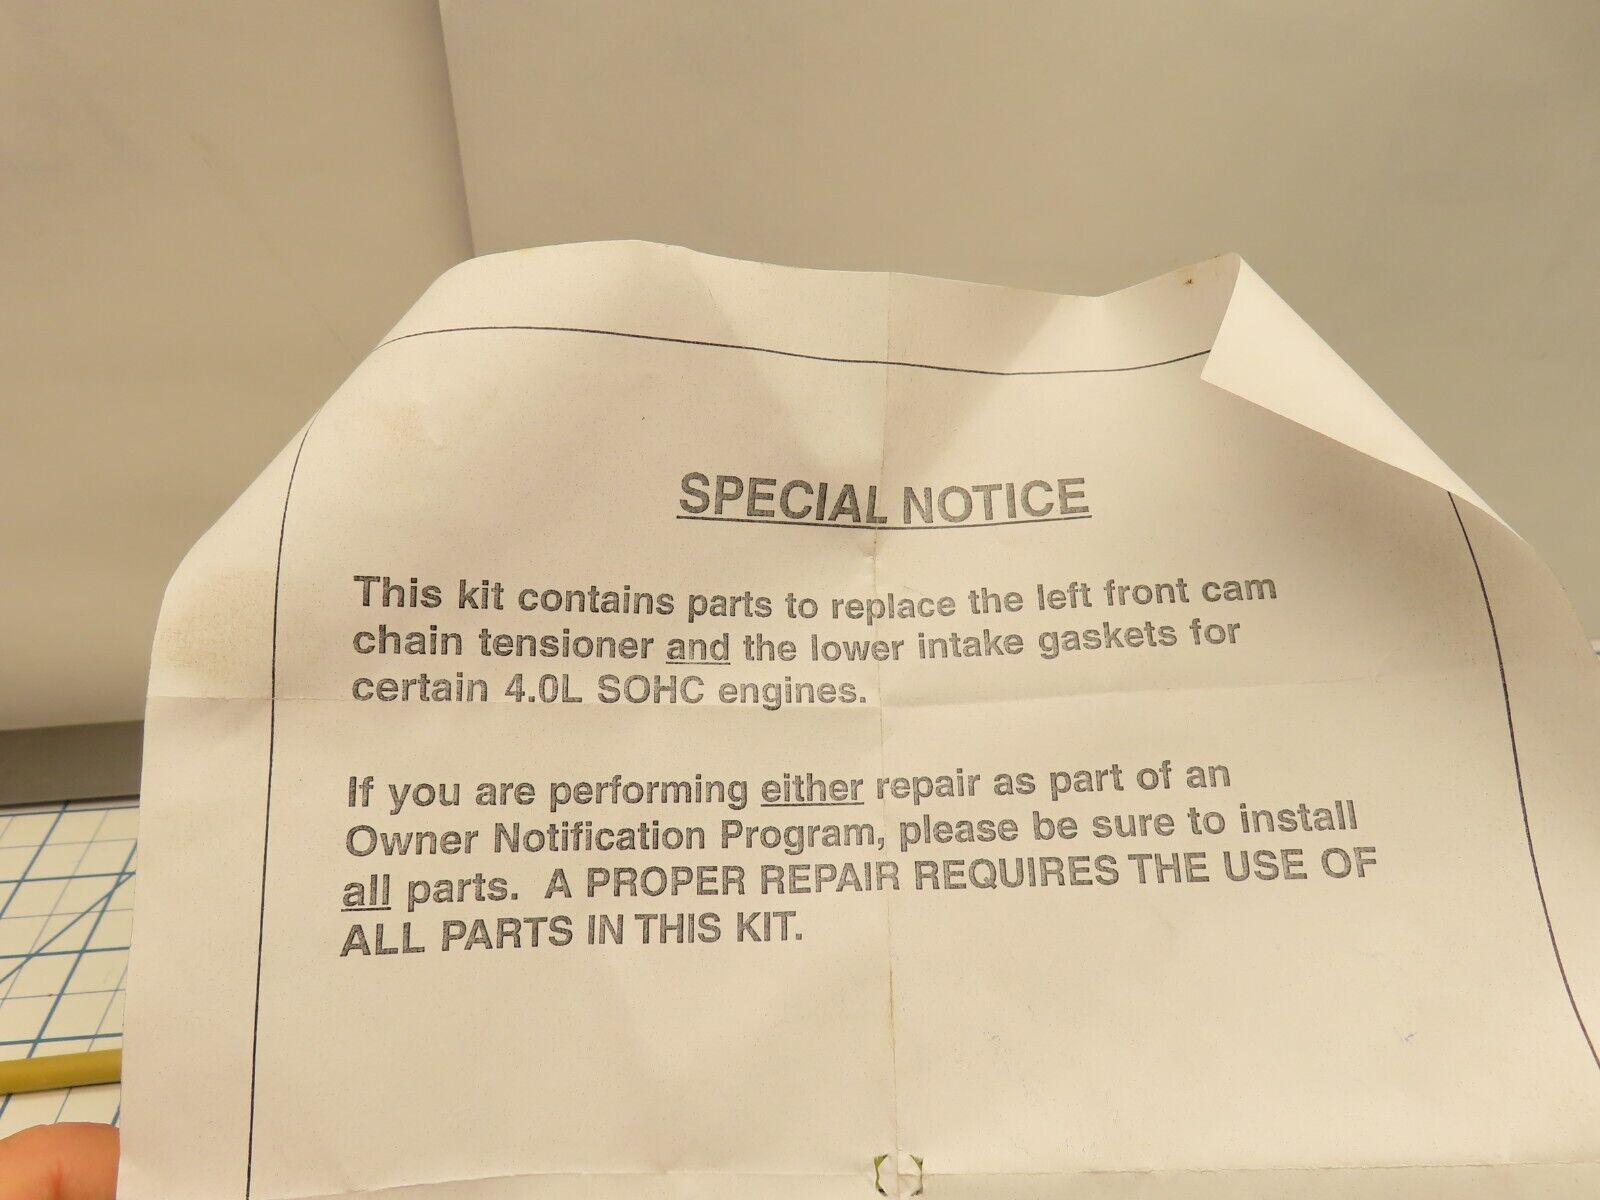 SPECIAL NOTICE
This kit contains parts to replace the left front cam
chain tensioner and the lower intake gaskets for
certain 4.0L SOHC engines.
If you are performing either repair as part of an
Owner Notification Program, please be sure to install
all parts. A PROPER REPAIR REQUIRES THE USE OF
ALL PARTS IN THIS KIT.